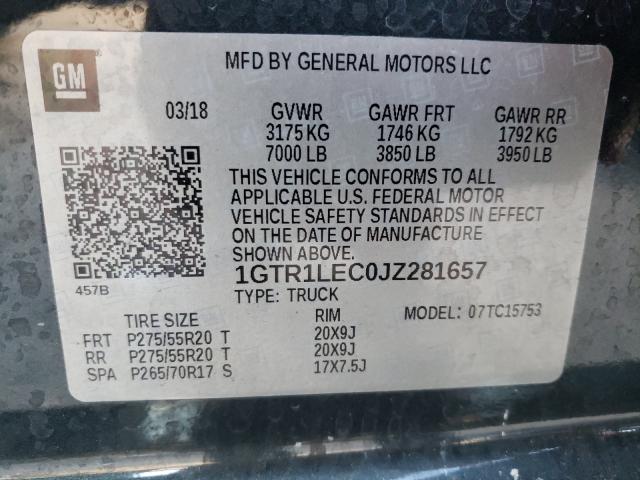 GM
MFD BY GENERAL MOTORS LLC
03/18 GVWR GAWR FRT GAWR RR
3175 KG 1746 KG 1792 KG
7000 LB 3850 LB 3950 LB
THIS VEHICLE CONFORMS TO ALL
APPLICABLE U.S. FEDERAL MOTOR
VEHICLE SAFETY STANDARDS IN EFFECT
ON THE DATE OF MANUFACTURE
SHOWN ABOVE.
457B
1GTR1LEC0JZ281657
TYPE: TRUCK MODEL: 07TC15753
TIRE SIZE RIM
FRT P275/55R20 T 20X9J
RR P275/55R20 T 20X9J
SPA P265/70R17 S 17X7.5J